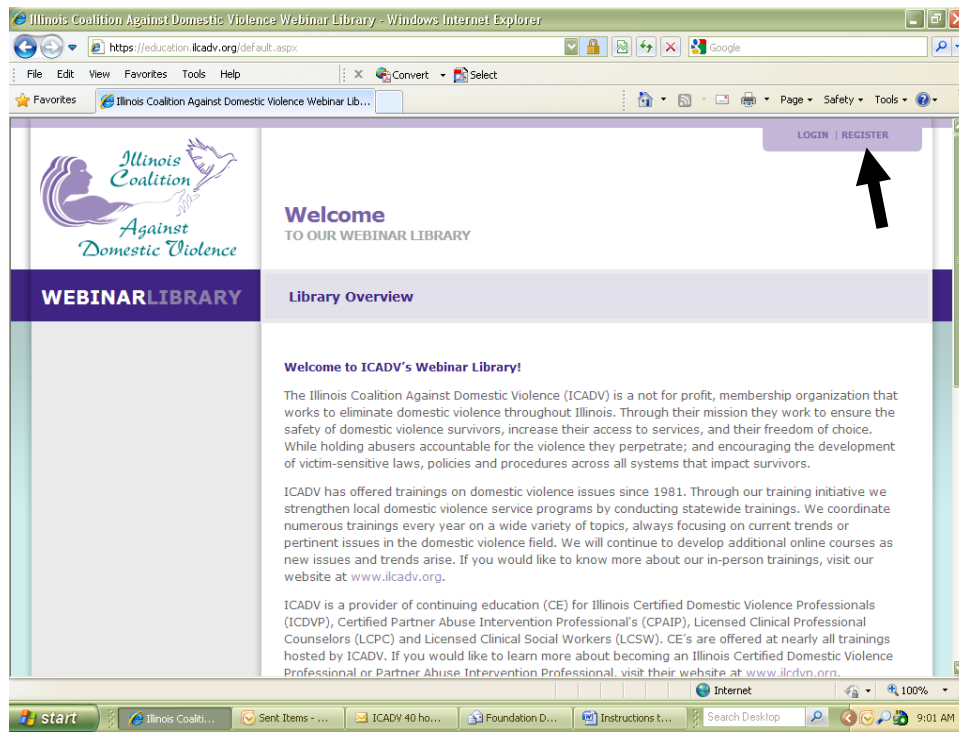 Illinois Coalition Against Domestic Violence Webinar Library - Windows Internet Explorer
https://education.ilcadv.org/default.aspx
Google
File Edit View Favorites Tools Help
X Convert Select
Favorites
Illinois Coalition Against Domestic Violence Webinar Lib...
Page Safety Tools
LOGIN | REGISTER
Illinois
Coalition
Against
Domestic Violence
Welcome
TO OUR WEBINAR LIBRARY
WEBINARLIBRARY
Library Overview
Welcome to ICADV's Webinar Library!
The Illinois Coalition Against Domestic Violence (ICADV) is a not for profit, membership organization that
works to eliminate domestic violence throughout Illinois. Through their mission they work to ensure the
safety of domestic violence survivors, increase their access to services, and their freedom of choice.
While holding abusers accountable for the violence they perpetrate; and encouraging the development
of victim-sensitive laws, policies and procedures across all systems that impact survivors.
ICADV has offered trainings on domestic violence issues since 1981. Through our training initiative we
strengthen local domestic violence service programs by conducting statewide trainings. We coordinate
numerous trainings every year on a wide variety of topics, always focusing on current trends or
pertinent issues in the domestic violence field. We will continue to develop additional online courses as
new issues and trends arise. If you would like to know more about our in-person trainings, visit our
website at www.ilcadv.org.
ICADV is a provider of continuing education (CE) for Illinois Certified Domestic Violence Professionals
(ICDVP), Certified Partner Abuse Intervention Professional's (CPAIP), Licensed Clinical Professional
Counselors (LCPC) and Licensed Clinical Social Workers (LCSW). CE's are offered at nearly all trainings
hosted by ICADV. If you would like to learn more about becoming an Illinois Certified Domestic Violence
Professional or Partner Abuse Intervention Professional, visit their website at www.ilcdvp.org.
Internet
100%
start
Illinois Coaliti...
Sent Items - ...
ICADV 40 ho...
Foundation D...
Instructions t...
Search Desktop
9:01 AM